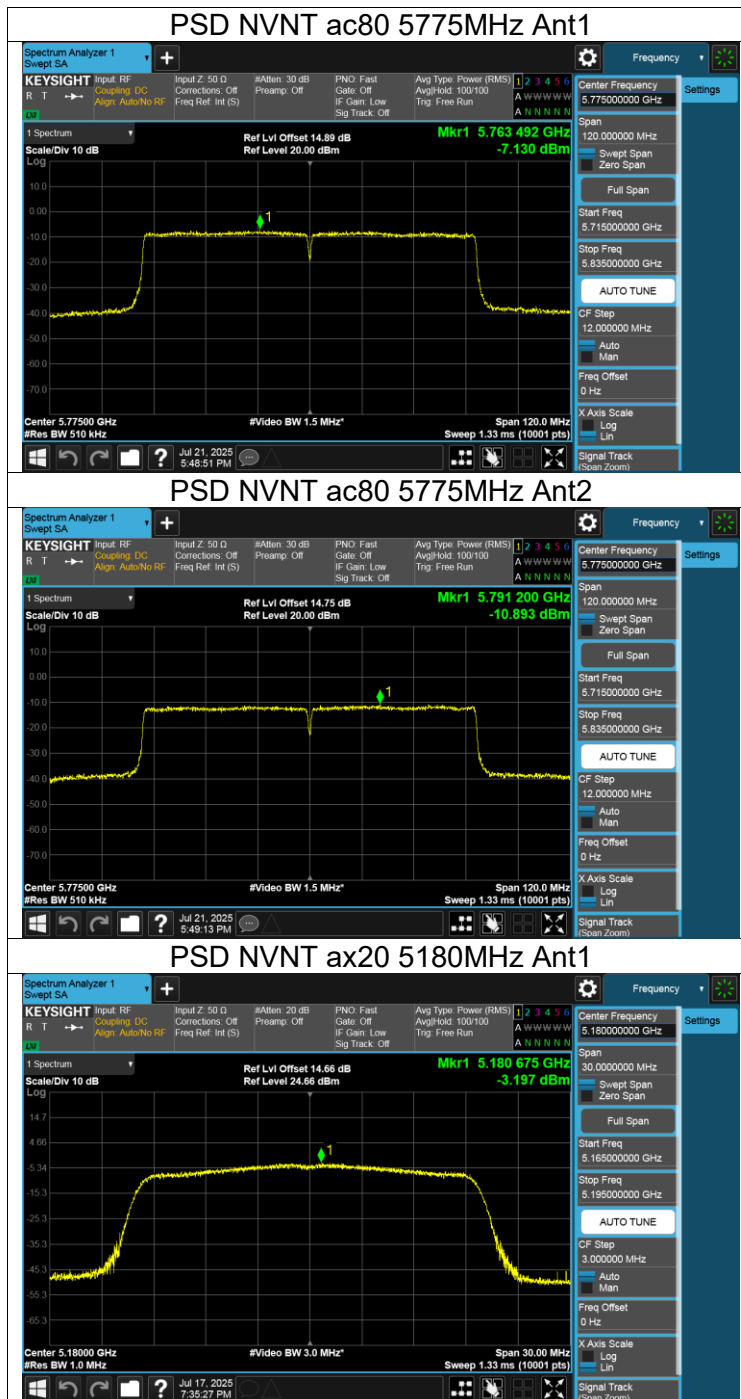 PSD NVNT ac80 5775MHz Ant1
Spectrum Analyzer 1
Swept SA
Frequency
KEYSIGHT
R T
LXI
Input: RF
Coupling: DC
Align: Auto/No RF
Input Z: 50 Ω
Corrections: Off
Freq Ref: Int (S)
#Atten: 30 dB
Preamp: Off
PNO: Fast
Gate: Off
IF Gain: Low
Sig Track: Off
Avg Type: Power (RMS)
Avg|Hold: 100/100
Trig: Free Run
1 2 3 4 5 6
A W W W W W
A N N N N N
Center Frequency
5.775000000 GHz
Settings
Span
120.000000 MHz
Swept Span
Zero Span
Full Span
Start Freq
5.715000000 GHz
Stop Freq
5.835000000 GHz
AUTO TUNE
CF Step
12.000000 MHz
Auto
Man
Freq Offset
0 Hz
X Axis Scale
Log
Lin
Signal Track
(Span Zoom)
1 Spectrum
Scale/Div 10 dB
Log
Ref Lvl Offset 14.89 dB
Ref Level 20.00 dBm
Mkr1 5.763 492 GHz
-7.130 dBm
1
10.0
0.00
-10.0
-20.0
-30.0
-40.0
-50.0
-60.0
-70.0
Center 5.77500 GHz
#Res BW 510 kHz
#Video BW 1.5 MHz*
Span 120.0 MHz
Sweep 1.33 ms (10001 pts)
?
Jul 21, 2025
5:48:51 PM
PSD NVNT ac80 5775MHz Ant2
Spectrum Analyzer 1
Swept SA
Frequency
KEYSIGHT
R T
LXI
Input: RF
Coupling: DC
Align: Auto/No RF
Input Z: 50 Ω
Corrections: Off
Freq Ref: Int (S)
#Atten: 30 dB
Preamp: Off
PNO: Fast
Gate: Off
IF Gain: Low
Sig Track: Off
Avg Type: Power (RMS)
Avg|Hold: 100/100
Trig: Free Run
1 2 3 4 5 6
A W W W W W
A N N N N N
Center Frequency
5.775000000 GHz
Settings
Span
120.000000 MHz
Swept Span
Zero Span
Full Span
Start Freq
5.715000000 GHz
Stop Freq
5.835000000 GHz
AUTO TUNE
CF Step
12.000000 MHz
Auto
Man
Freq Offset
0 Hz
X Axis Scale
Log
Lin
Signal Track
(Span Zoom)
1 Spectrum
Scale/Div 10 dB
Log
Ref Lvl Offset 14.75 dB
Ref Level 20.00 dBm
Mkr1 5.791 200 GHz
-10.893 dBm
1
10.0
0.00
-10.0
-20.0
-30.0
-40.0
-50.0
-60.0
-70.0
Center 5.77500 GHz
#Res BW 510 kHz
#Video BW 1.5 MHz*
Span 120.0 MHz
Sweep 1.33 ms (10001 pts)
?
Jul 21, 2025
5:49:13 PM
PSD NVNT ax20 5180MHz Ant1
Spectrum Analyzer 1
Swept SA
Frequency
KEYSIGHT
R T
LXI
Input: RF
Coupling: DC
Align: Auto/No RF
Input Z: 50 Ω
Corrections: Off
Freq Ref: Int (S)
#Atten: 20 dB
Preamp: Off
PNO: Fast
Gate: Off
IF Gain: Low
Sig Track: Off
Avg Type: Power (RMS)
Avg|Hold: 100/100
Trig: Free Run
1 2 3 4 5 6
A W W W W W
A N N N N N
Center Frequency
5.180000000 GHz
Settings
Span
30.0000000 MHz
Swept Span
Zero Span
Full Span
Start Freq
5.165000000 GHz
Stop Freq
5.195000000 GHz
AUTO TUNE
CF Step
3.000000 MHz
Auto
Man
Freq Offset
0 Hz
X Axis Scale
Log
Lin
Signal Track
(Span Zoom)
1 Spectrum
Scale/Div 10 dB
Log
Ref Lvl Offset 14.66 dB
Ref Level 24.66 dBm
Mkr1 5.180 675 GHz
-3.197 dBm
1
14.7
4.66
-5.34
-15.3
-25.3
-35.3
-45.3
-55.3
-65.3
Center 5.18000 GHz
#Res BW 1.0 MHz
#Video BW 3.0 MHz*
Span 30.00 MHz
Sweep 1.33 ms (10001 pts)
?
Jul 17, 2025
7:35:27 PM